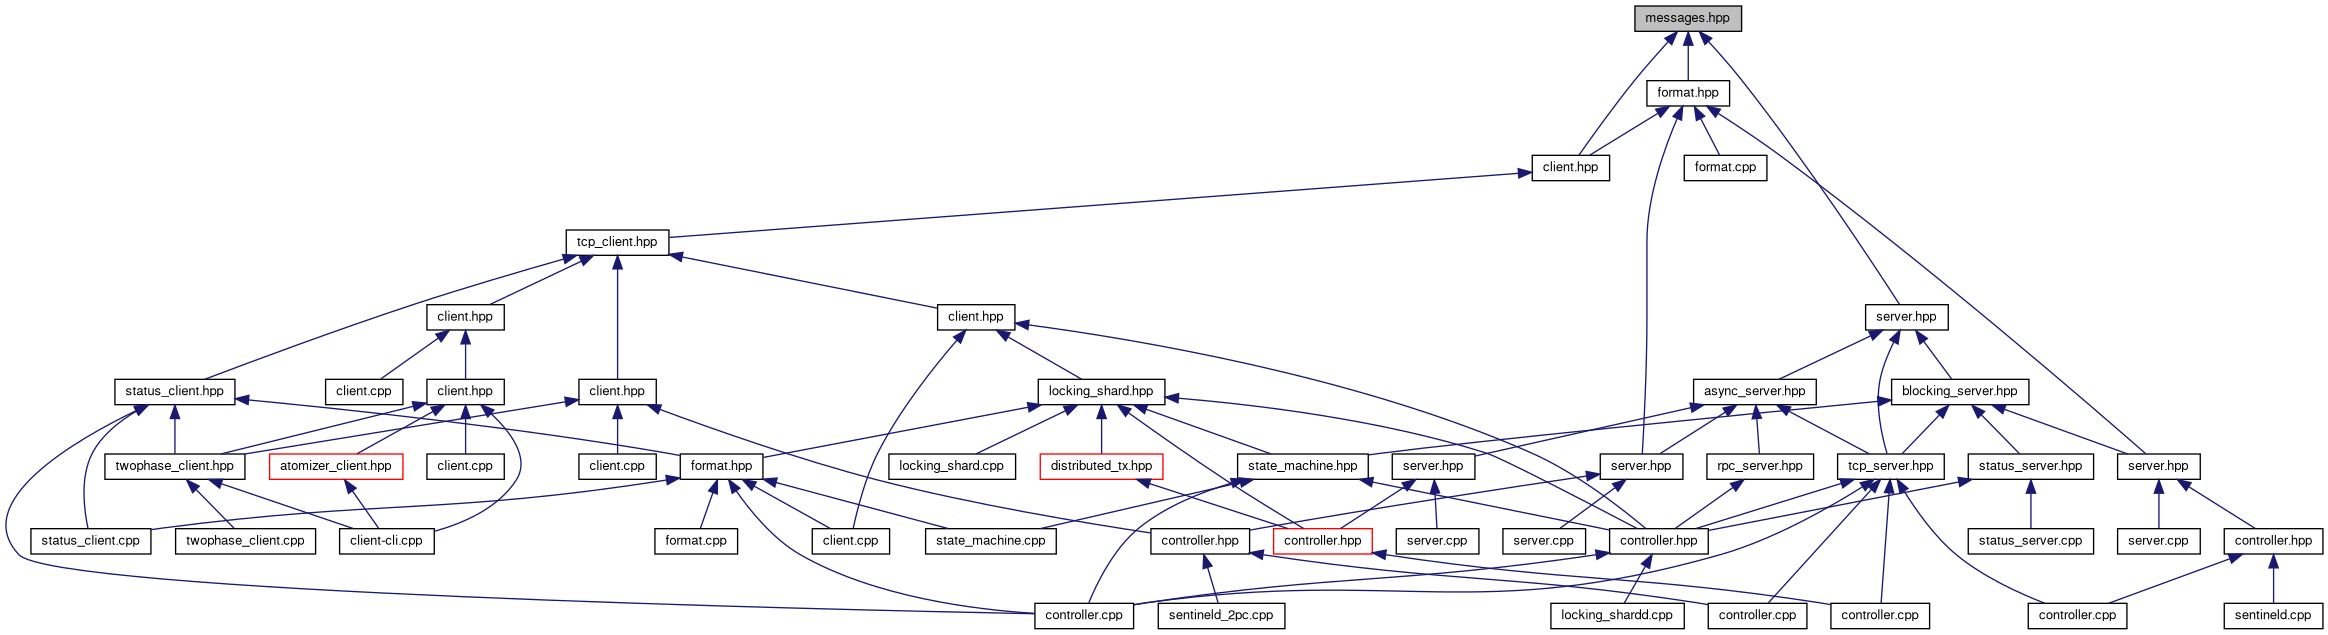 messages.hpp
format.hpp
client.hpp
format.cpp
tcp_client.hpp
client.hpp
client.hpp
server.hpp
status_client.hpp
client.cpp
client.hpp
client.hpp
locking_shard.hpp
async_server.hpp
blocking_server.hpp
twophase_client.hpp
atomizer_client.hpp
client.cpp
client.cpp
format.hpp
locking_shard.cpp
distributed_tx.hpp
state_machine.hpp
server.hpp
server.hpp
rpc_server.hpp
tcp_server.hpp
status_server.hpp
server.hpp
status_client.cpp
twophase_client.cpp
client-cli.cpp
format.cpp
client.cpp
state_machine.cpp
controller.hpp
controller.hpp
server.cpp
server.cpp
controller.hpp
status_server.cpp
server.cpp
controller.hpp
controller.cpp
sentineld_2pc.cpp
locking_shardd.cpp
controller.cpp
controller.cpp
controller.cpp
sentineld.cpp